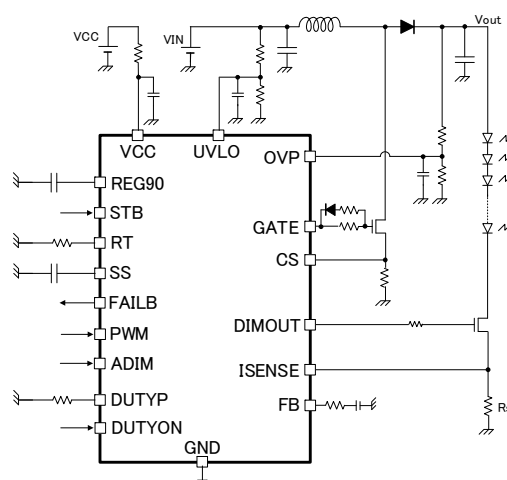 VCC
VIN
Vout
VCC
UVLO
OVP
REG90
STB
GATE
RT
CS
SS
FAILB
DIMOUT
PWM
ADIM
ISENSE
DUTYP
FB
DUTYON
GND